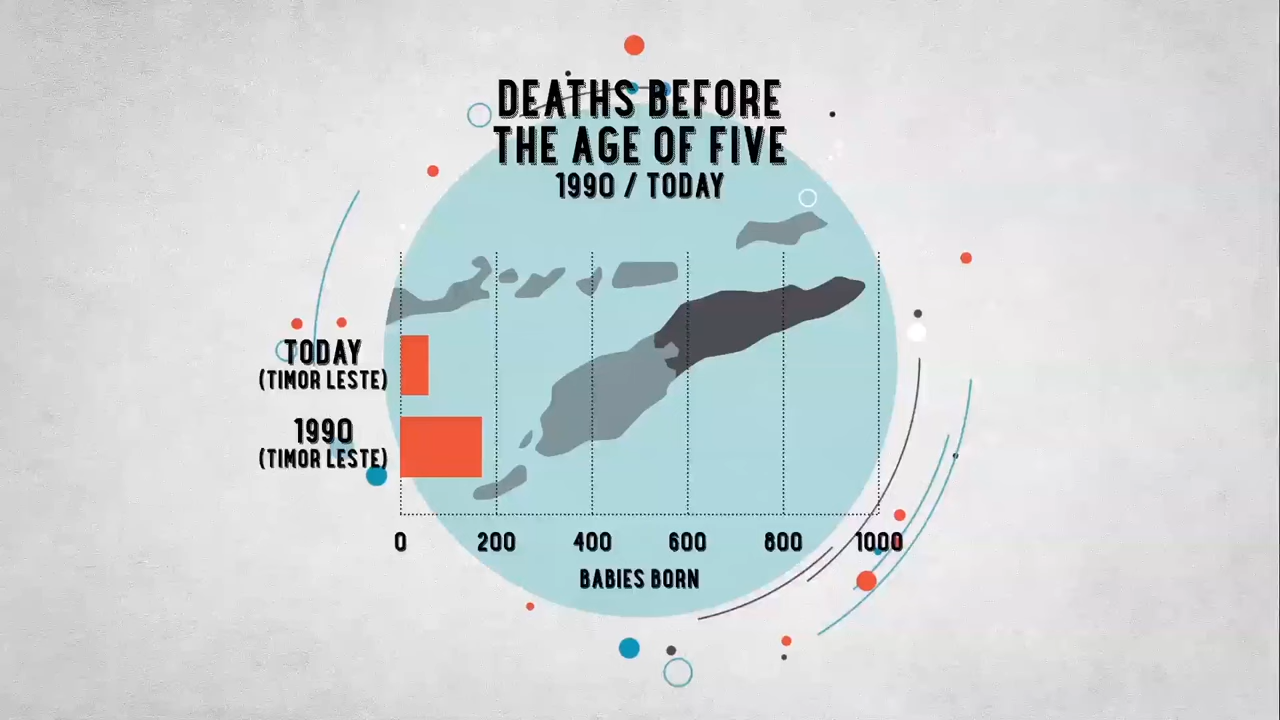 DEATHS BEFORE
THE AGE OF FIVE
1990 / TODAY
TODAY
(TIMOR LESTE)
1990
(TIMOR LESTE)
0 200 400 600 800 1000
BABIES BORN